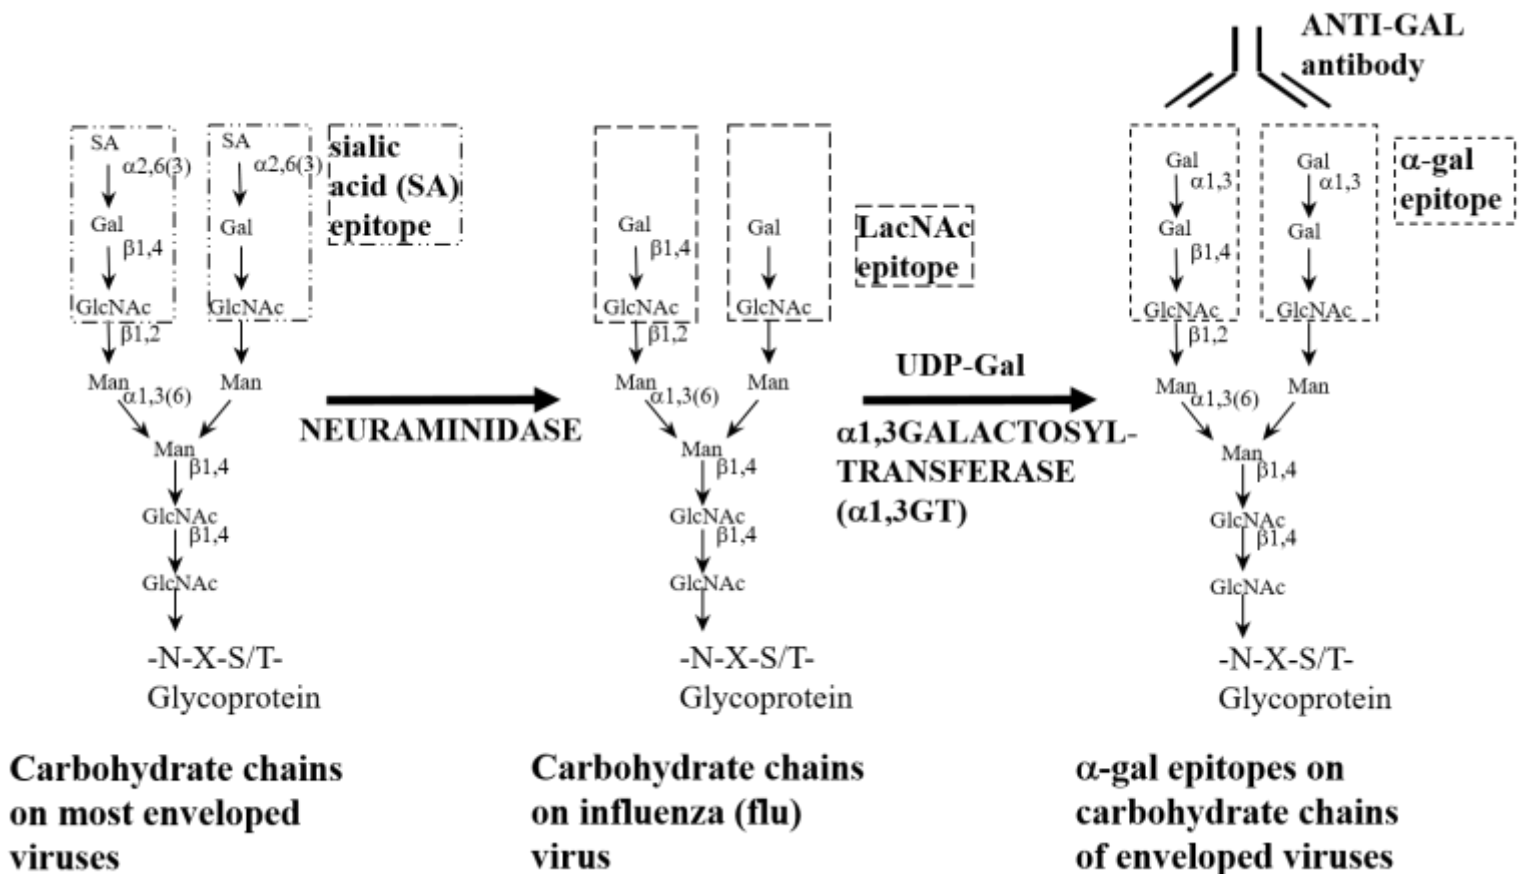 SA
α2,6(3)
Gal
β1,4
GlcNAc
β1,2
Man
α1,3(6)
SA
α2,6(3)
Gal
GlcNAc
Man
Man
β1,4
GlcNAc
β1,4
GlcNAc
-N-X-S/T-
Glycoprotein
sialic
acid (SA)
epitope
Carbohydrate chains
on most enveloped
viruses
NEURAMINIDASE
Gal
β1,4
GlcNAc
β1,2
Man
α1,3(6)
Gal
GlcNAc
Man
Man
β1,4
GlcNAc
β1,4
GlcNAc
-N-X-S/T-
Glycoprotein
LacNAc
epitope
Carbohydrate chains
on influenza (flu)
virus
UDP-Gal
α1,3GALACTOSYL-
TRANSFERASE
(α1,3GT)
ANTI-GAL
antibody
Gal
α1,3
Gal
β1,4
GlcNAc
β1,2
Man
α1,3(6)
Gal
α1,3
Gal
GlcNAc
Man
Man
β1,4
GlcNAc
β1,4
GlcNAc
-N-X-S/T-
Glycoprotein
α-gal
epitope
α-gal epitopes on
carbohydrate chains
of enveloped viruses